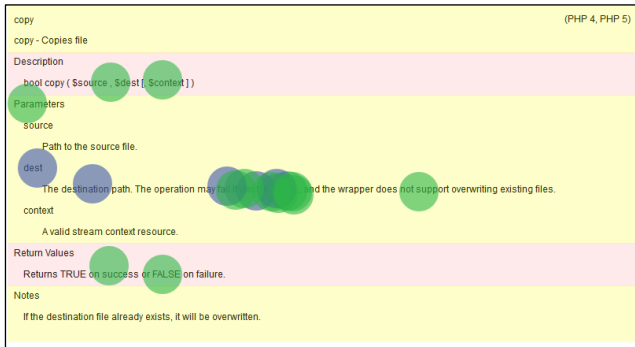 copy (PHP 4, PHP 5)
copy - Copies file
Description
bool copy ( $source , $dest [, $context ] )
Parameters
source
Path to the source file.
dest
The destination path. The operation may fail and the wrapper does not support overwriting existing files.
context
A valid stream context resource.
Return Values
Returns TRUE on success or FALSE on failure.
Notes
If the destination file already exists, it will be overwritten.